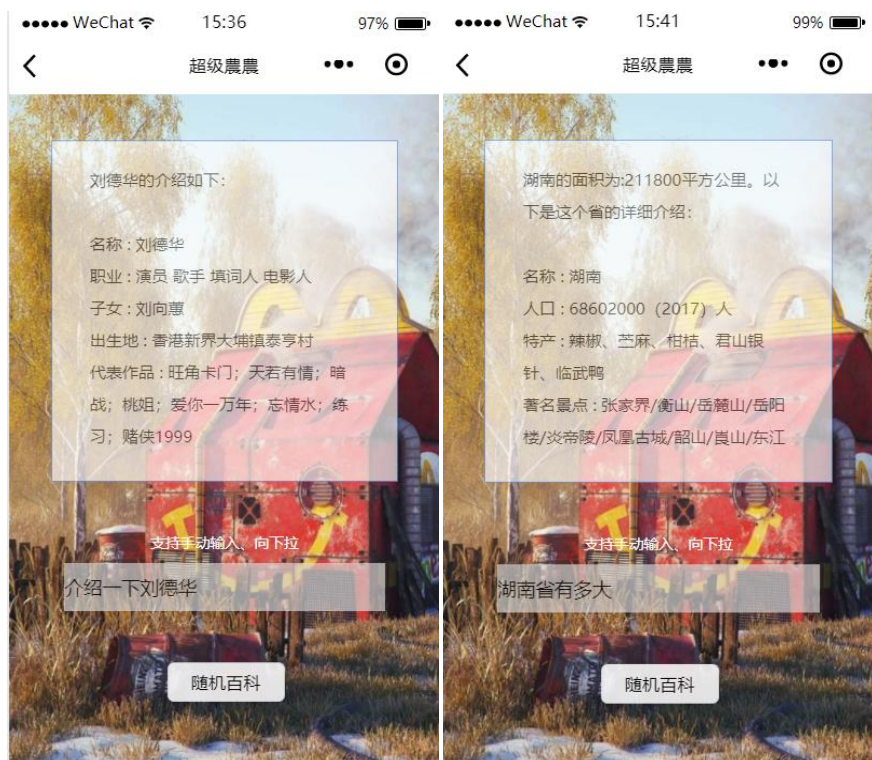 ●●●●● WeChat 15:36 97%
超级農農
刘德华的介绍如下:
名称 : 刘德华
职业 : 演员 歌手 填词人 电影人
子女 : 刘向蕙
出生地 : 香港新界大埔镇泰亨村
代表作品 : 旺角卡门；天若有情；暗
战；桃姐；爱你一万年；忘情水；练
习；赌侠1999
支持手动输入、向下拉
介绍一下刘德华
随机百科
●●●●● WeChat 15:41 99%
超级農農
湖南的面积为:211800平方公里。以
下是这个省的详细介绍:
名称 : 湖南
人口 : 68602000（2017）人
特产 : 辣椒、苎麻、柑桔、君山银
针、临武鸭
著名景点 : 张家界/衡山/岳麓山/岳阳
楼/炎帝陵/凤凰古城/韶山/崀山/东江
支持手动输入、向下拉
湖南省有多大
随机百科